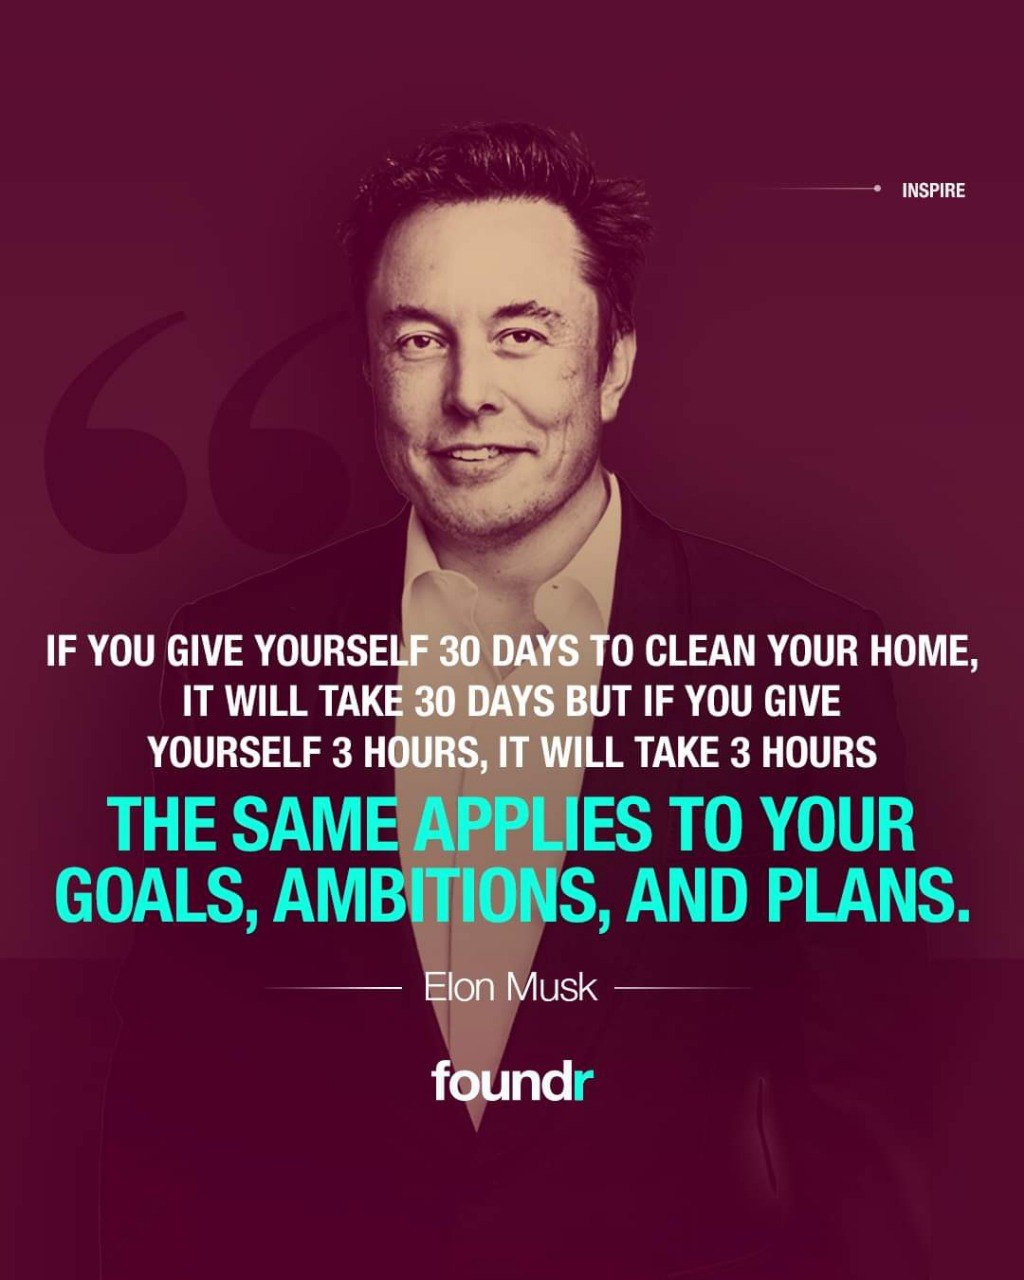 INSPIRE
IF YOU GIVE YOURSELF 30 DAYS TO CLEAN YOUR HOME,
IT WILL TAKE 30 DAYS BUT IF YOU GIVE
YOURSELF 3 HOURS, IT WILL TAKE 3 HOURS
THE SAME APPLIES TO YOUR
GOALS, AMBITIONS, AND PLANS.
Elon Musk
foundr